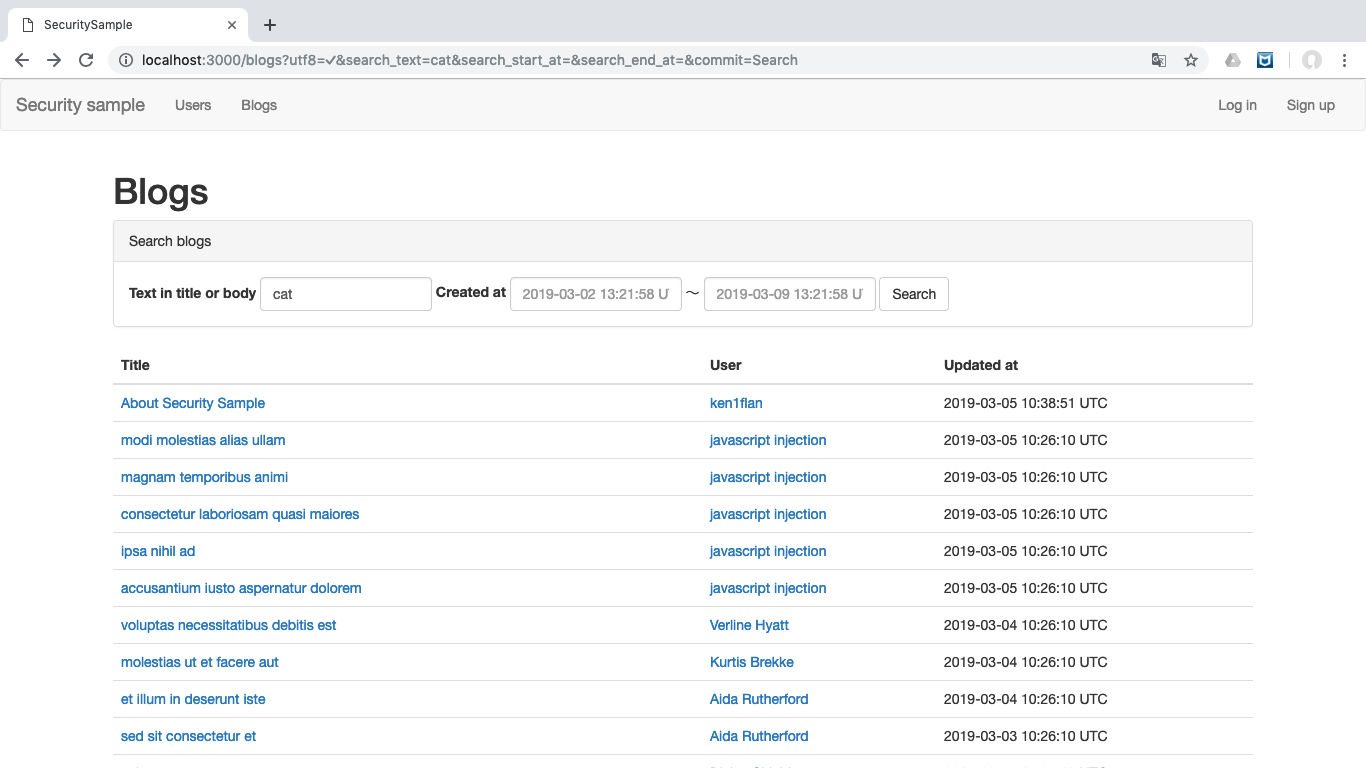 SecuritySample
localhost:3000/blogs?utf8=✓&search_text=cat&search_start_at=&search_end_at=&commit=Search
Security sample Users Blogs Log in Sign up
Blogs
Search blogs
Text in title or body cat Created at 2019-03-02 13:21:58 U ~ 2019-03-09 13:21:58 U Search
Title User Updated at
About Security Sample ken1flan 2019-03-05 10:38:51 UTC
modi molestias alias ullam javascript injection 2019-03-05 10:26:10 UTC
magnam temporibus animi javascript injection 2019-03-05 10:26:10 UTC
consectetur laboriosam quasi maiores javascript injection 2019-03-05 10:26:10 UTC
ipsa nihil ad javascript injection 2019-03-05 10:26:10 UTC
accusantium iusto aspernatur dolorem javascript injection 2019-03-05 10:26:10 UTC
voluptas necessitatibus debitis est Verline Hyatt 2019-03-04 10:26:10 UTC
molestias ut et facere aut Kurtis Brekke 2019-03-04 10:26:10 UTC
et illum in deserunt iste Aida Rutherford 2019-03-04 10:26:10 UTC
sed sit consectetur et Aida Rutherford 2019-03-03 10:26:10 UTC